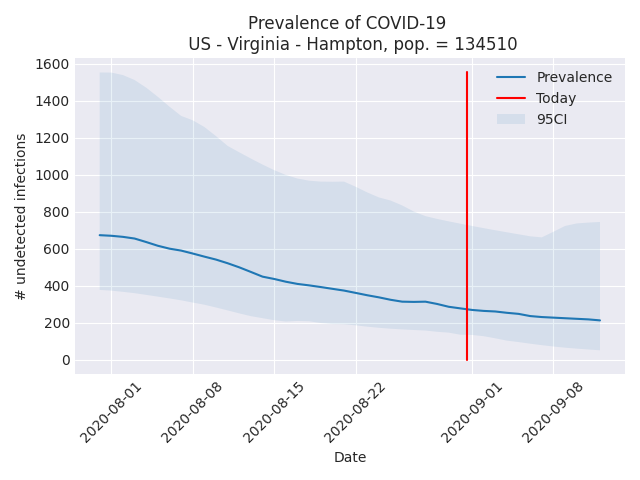 Prevalence of COVID-19
US - Virginia - Hampton, pop. = 134510
# undetected infections
1600
1400
1200
1000
800
600
400
200
0
Prevalence
Today
95CI
2020-08-01
2020-08-08
2020-08-15
2020-08-22
2020-09-01
2020-09-08
Date